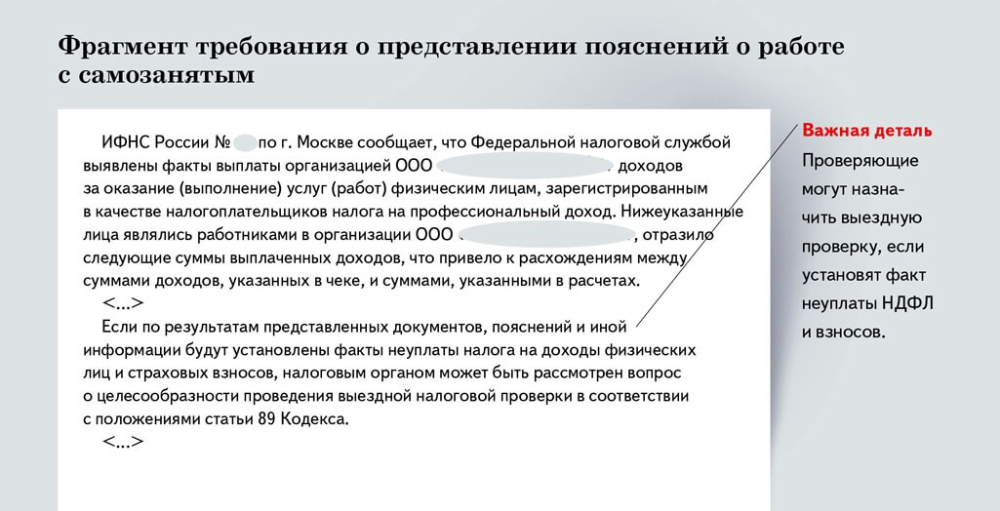 Фрагмент требования о представлении пояснений о работе
с самозанятым
ИФНС России № по г. Москве сообщает, что Федеральной налоговой службой
выявлены факты выплаты организацией ООО доходов
за оказание (выполнение) услуг (работ) физическим лицам, зарегистрированным
в качестве налогоплательщиков налога на профессиональный доход. Нижеуказанные
лица являлись работниками в организации ООО , отразило
следующие суммы выплаченных доходов, что привело к расхождениям между
суммами доходов, указанных в чеке, и суммами, указанными в расчетах.
<...>
Если по результатам представленных документов, пояснений и иной
информации будут установлены факты неуплаты налога на доходы физических
лиц и страховых взносов, налоговым органом может быть рассмотрен вопрос
о целесообразности проведения выездной налоговой проверки в соответствии
с положениями статьи 89 Кодекса.
<...>
Важная деталь
Проверяющие
могут назна-
чить выездную
проверку, если
установят факт
неуплаты НДФЛ
и взносов.